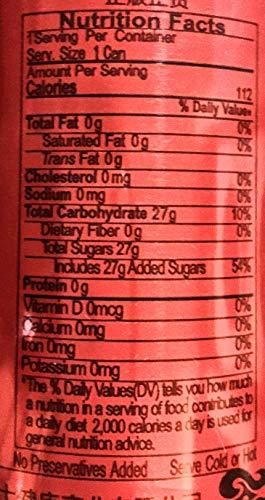 Nutrition Facts
1 Serving Per Container
Serv. Size 1 Can
Amount Per Serving
Calories 112
% Daily Value*
Total Fat 0g 0%
Saturated Fat 0g 0%
Trans Fat 0g
Cholesterol 0mg 0%
Sodium 0mg 0%
Total Carbohydrate 27g 10%
Dietary Fiber 0g 0%
Total Sugars 27g
Includes 27g Added Sugars 54%
Protein 0g
Vitamin D 0mcg 0%
Calcium 0mg 0%
Iron 0mg 0%
Potassium 0mg 0%
*The % Daily Values(DV) tells you how much
a nutrition in a serving of food contributes to
a daily diet 2,000 calories a day is used for
general nutrition advice.
No Preservatives Added Serve Cold or Hot